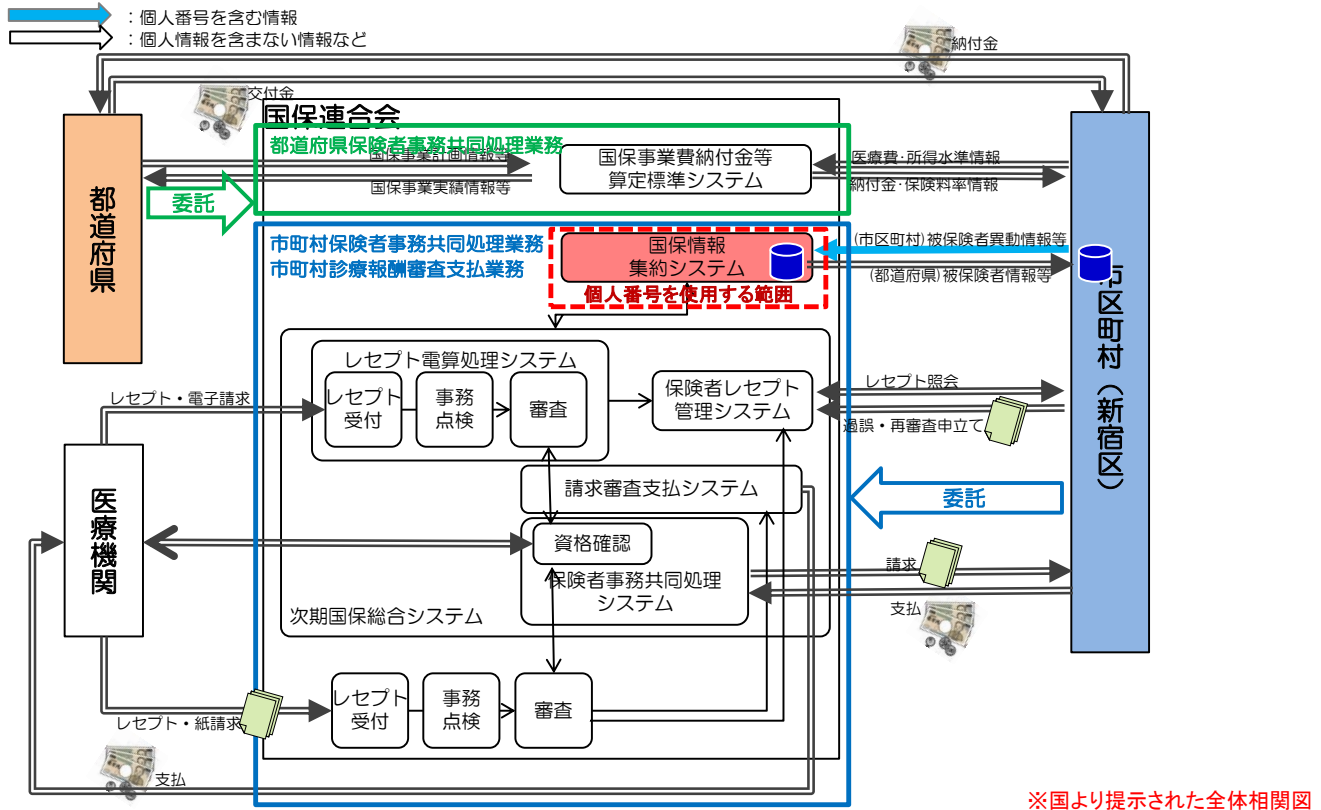 ：個人番号を含む情報
：個人情報を含まない情報など
納付金
交付金
国保連合会
都道府県保険者事務共同処理業務
国保事業計画情報等
国保事業実績情報等
国保事業費納付金等
算定標準システム
医療費・所得水準情報
納付金・保険料率情報
都道府県
委託
市町村保険者事務共同処理業務
市町村診療報酬審査支払業務
国保情報
集約システム
個人番号を使用する範囲
(市区町村)被保険者異動情報等
(都道府県)被保険者情報等
市区町村（新宿区）
レセプト電算処理システム
レセプト
受付
事務
点検
審査
保険者レセプト
管理システム
レセプト照会
過誤・再審査申立て
レセプト・電子請求
医療機関
請求審査支払システム
委託
資格確認
保険者事務共同処理
システム
請求
支払
次期国保総合システム
レセプト
受付
事務
点検
審査
レセプト・紙請求
支払
※国より提示された全体相関図